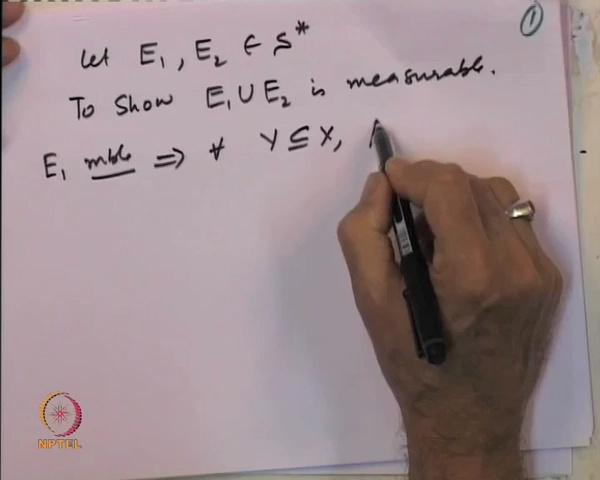 ①
Let E₁, E₂ ∈ S*
To Show E₁ ∪ E₂ is measurable.
E₁ mble ⇒ ∀ Y ⊆ X,
NPTEL